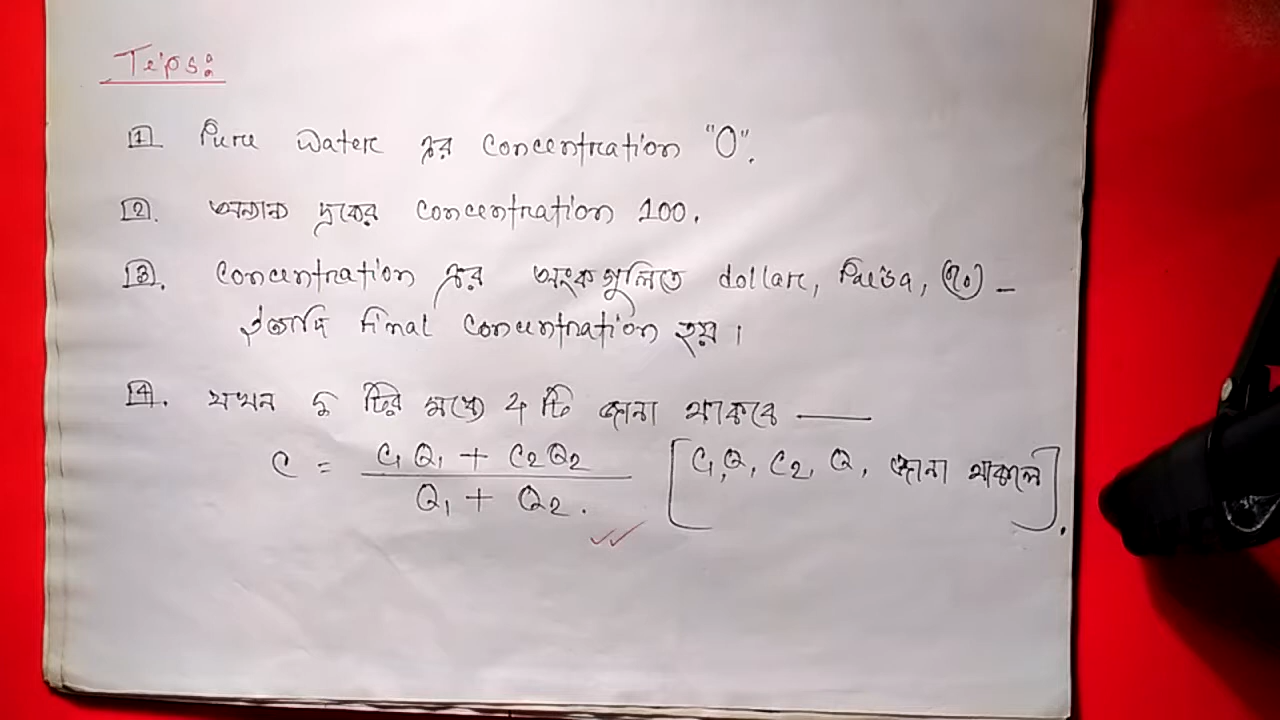 Tips:
1 Pure Water এর Concentration "0".
2. অন্যান্য দ্রব্যের Concentration 100.
3. Concentration এর অংকগুলিতে dollar, Paisa, (%) –
ইত্যাদি Final Concentration হয়।
4. যখন 5 টির মধ্যে 4 টি জানা থাকবে —
C = C₁Q₁ + C₂Q₂ / Q₁ + Q₂. [C₁, Q, C₂, Q, জানা থাকলে].